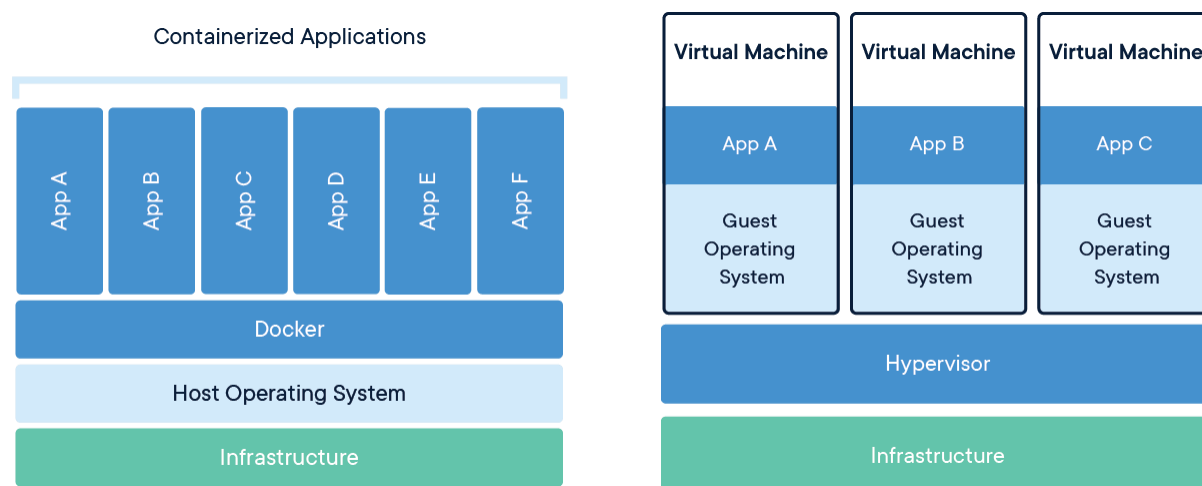 Containerized Applications
App A
App B
App C
App D
App E
App F
Docker
Host Operating System
Infrastructure
Virtual Machine
App A
Guest
Operating
System
Virtual Machine
App B
Guest
Operating
System
Virtual Machine
App C
Guest
Operating
System
Hypervisor
Infrastructure